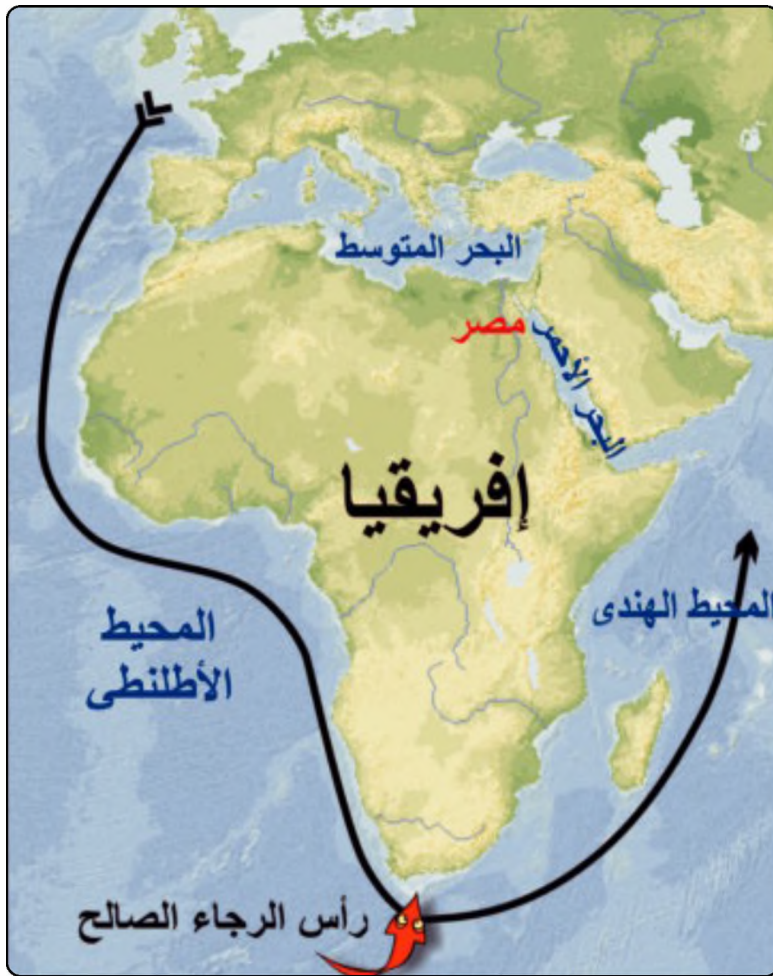 البحر المتوسط
مصر
البحر الأحمر
إفريقيا
المحيط الهندى
المحيط
الأطلنطى
رأس الرجاء الصالح